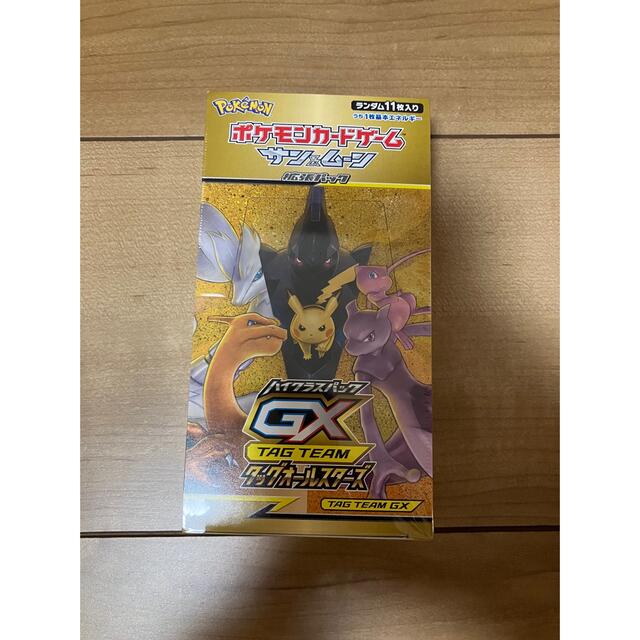 POKéMON
ランダム11枚入り
うち1枚基本エネルギー
ポケモンカードゲーム
サン&ムーン
拡張パック
ハイクラスパック
GX
TAG TEAM
タッグオールスターズ
TAG TEAM GX